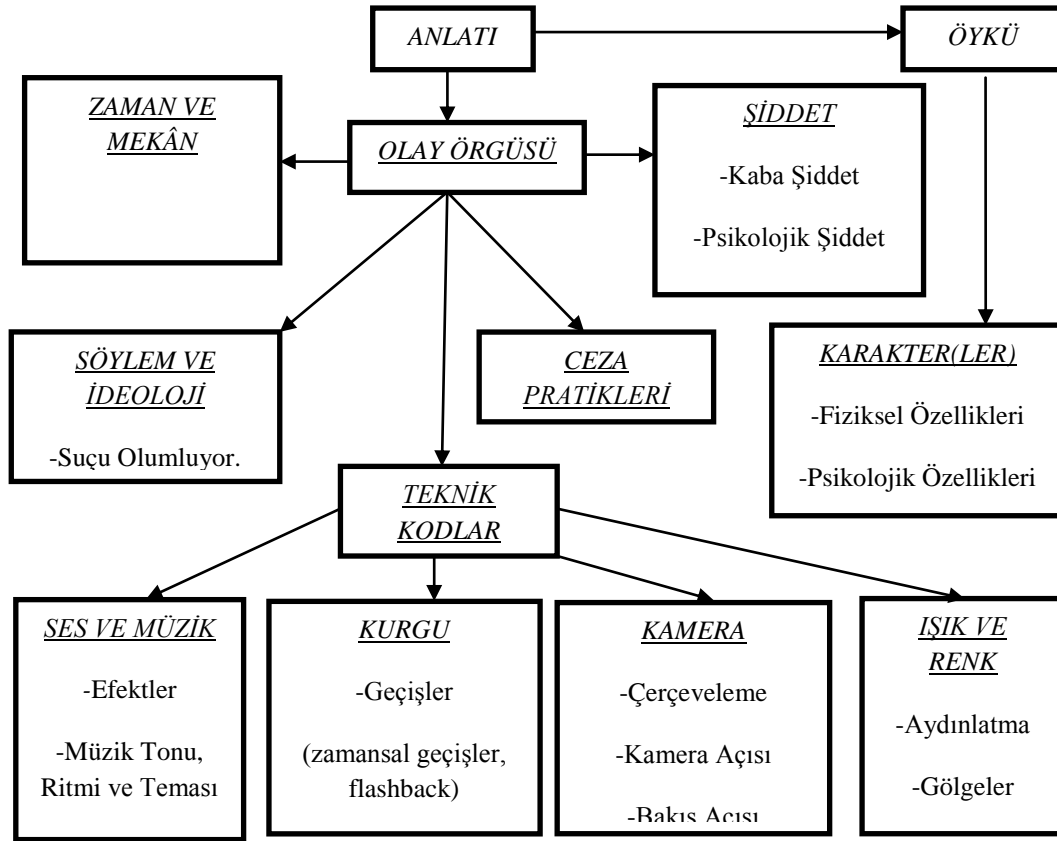 ANLATI
ÖYKÜ
ZAMAN VE
MEKÂN
OLAY ÖRGÜSÜ
ŞİDDET
-Kaba Şiddet
-Psikolojik Şiddet
SÖYLEM VE
İDEOLOJİ
-Suçu Olumluyor.
CEZA
PRATİKLERİ
KARAKTER(LER)
-Fiziksel Özellikleri
-Psikolojik Özellikleri
TEKNİK
KODLAR
SES VE MÜZİK
-Efektler
-Müzik Tonu,
Ritmi ve Teması
KURGU
-Geçişler
(zamansal geçişler,
flashback)
KAMERA
-Çerçeveleme
-Kamera Açısı
-Bakış Açısı
IŞIK VE
RENK
-Aydınlatma
-Gölgeler